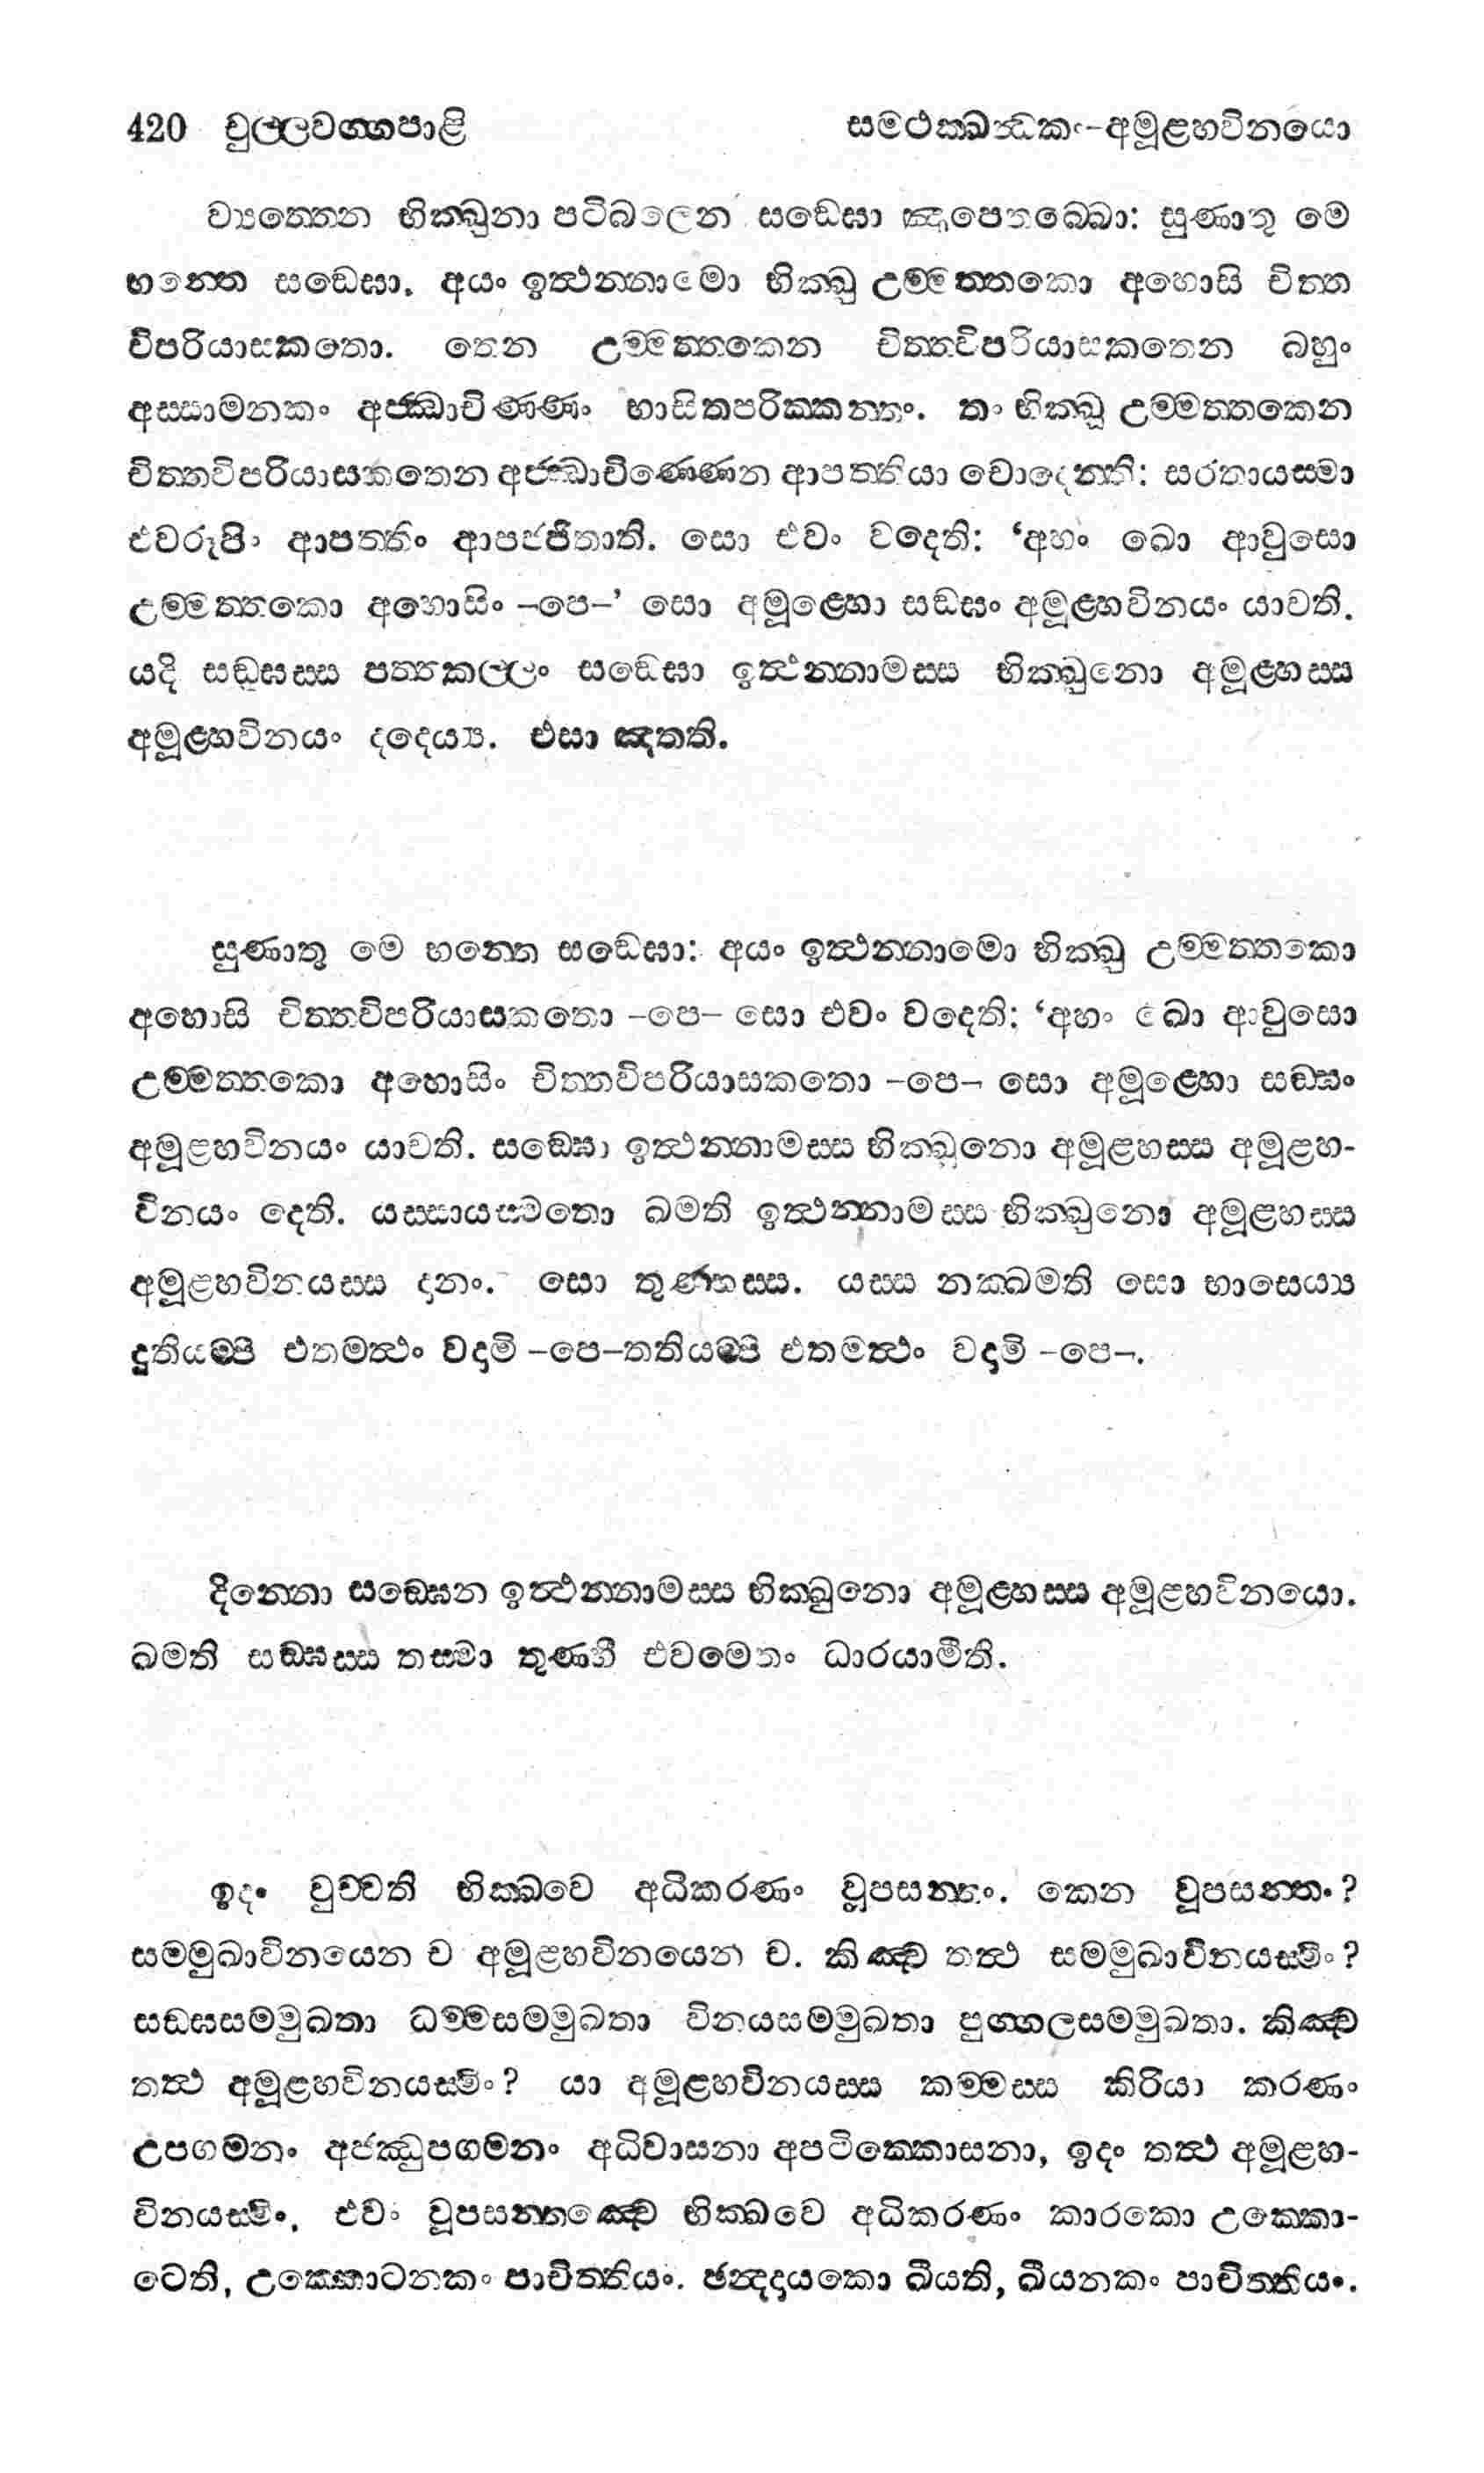 420 චුල්ලවග්ගපාළි සමථක්ඛන්ධකං-අමූළ්හවිනයො
ව්‍යත්තෙන භික්ඛුනා පටිබලෙන සඞ්ඝො ඤාපෙතබ්බො: සුණාතු මෙ
භන්තෙ සඞ්ඝො. අයං ඉත්ථන්නාමො භික්ඛු උම්මත්තකො අහොසි චිත්ත
විපරියාසකතො. තෙන උම්මත්තකෙන චිත්තවිපරියාසකතෙන බහුං
අස්සාමනකං අජ්ඣාචිණ්ණං භාසිතපරික්කන්තං. තං භික්ඛූ උම්මත්තකෙන
චිත්තවිපරියාසකතෙන අජ්ඣාචිණ්ණෙන ආපත්තියා චොදෙන්ති: සරතායස්මා
එවරූපිං ආපත්තිං ආපජ්ජිතාති. සො එවං වදෙති: ‘අහං ඛො ආවුසො
උම්මත්තකො අහොසිං -පෙ-’ සො අමූළ්හො සඞ්ඝං අමූළ්හවිනයං යාචති.
යදි සඞ්ඝස්ස පත්තකල්ලං සඞ්ඝො ඉත්ථන්නාමස්ස භික්ඛුනො අමූළ්හස්ස
අමූළ්හවිනයං දදෙය්‍ය. එසා ඤත්ති.
සුණාතු මෙ භන්තෙ සඞ්ඝො: අයං ඉත්ථන්නාමො භික්ඛු උම්මත්තකො
අහොසි චිත්තවිපරියාසකතො -පෙ- සො එවං වදෙති: ‘අහං ඛො ආවුසො
උම්මත්තකො අහොසිං චිත්තවිපරියාසකතො -පෙ- සො අමූළ්හො සඞ්ඝං
අමූළ්හවිනයං යාචති. සඞ්ඝො ඉත්ථන්නාමස්ස භික්ඛුනො අමූළ්හස්ස අමූළ්හ-
විනයං දෙති. යස්සායස්මතො ඛමති ඉත්ථන්නාමස්ස භික්ඛුනො අමූළ්හස්ස
අමූළ්හවිනයස්ස දානං. සො තුණ්හස්ස. යස්ස නක්ඛමති සො භාසෙය්‍ය
දුතියම්පි එතමත්ථං වදාමි -පෙ-තතියම්පි එතමත්ථං වදාමි -පෙ-.
දින්නො සඞ්ඝෙන ඉත්ථන්නාමස්ස භික්ඛුනො අමූළ්හස්ස අමූළ්හවිනයො.
ඛමති සඞ්ඝස්ස තස්මා තුණ්හී එවමෙතං ධාරයාමීති.
ඉදං වුච්චති භික්ඛවෙ අධිකරණං වූපසන්තං. කෙන වූපසන්තං?
සම්මුඛාවිනයෙන ච අමූළ්හවිනයෙන ච. කිඤ්ච තත්ථ සම්මුඛාවිනයස්මිං?
සඞ්ඝසම්මුඛතා ධම්මසම්මුඛතා විනයසම්මුඛතා පුග්ගලසම්මුඛතා. කිඤ්ච
තත්ථ අමූළ්හවිනයස්මිං? යා අමූළ්හවිනයස්ස කම්මස්ස කිරියා කරණං
උපගමනං අජ්ඣුපගමනං අධිවාසනා අපටික්කොසනා, ඉදං තත්ථ අමූළ්හ-
විනයස්මිං. එවං වූපසන්තඤ්චෙ භික්ඛවෙ අධිකරණං කාරකො උක්කො-
ටෙති, උක්කොටනකං පාචිත්තියං. ඡන්දදායකො ඛීයති, ඛීයනකං පාචිත්තියං.